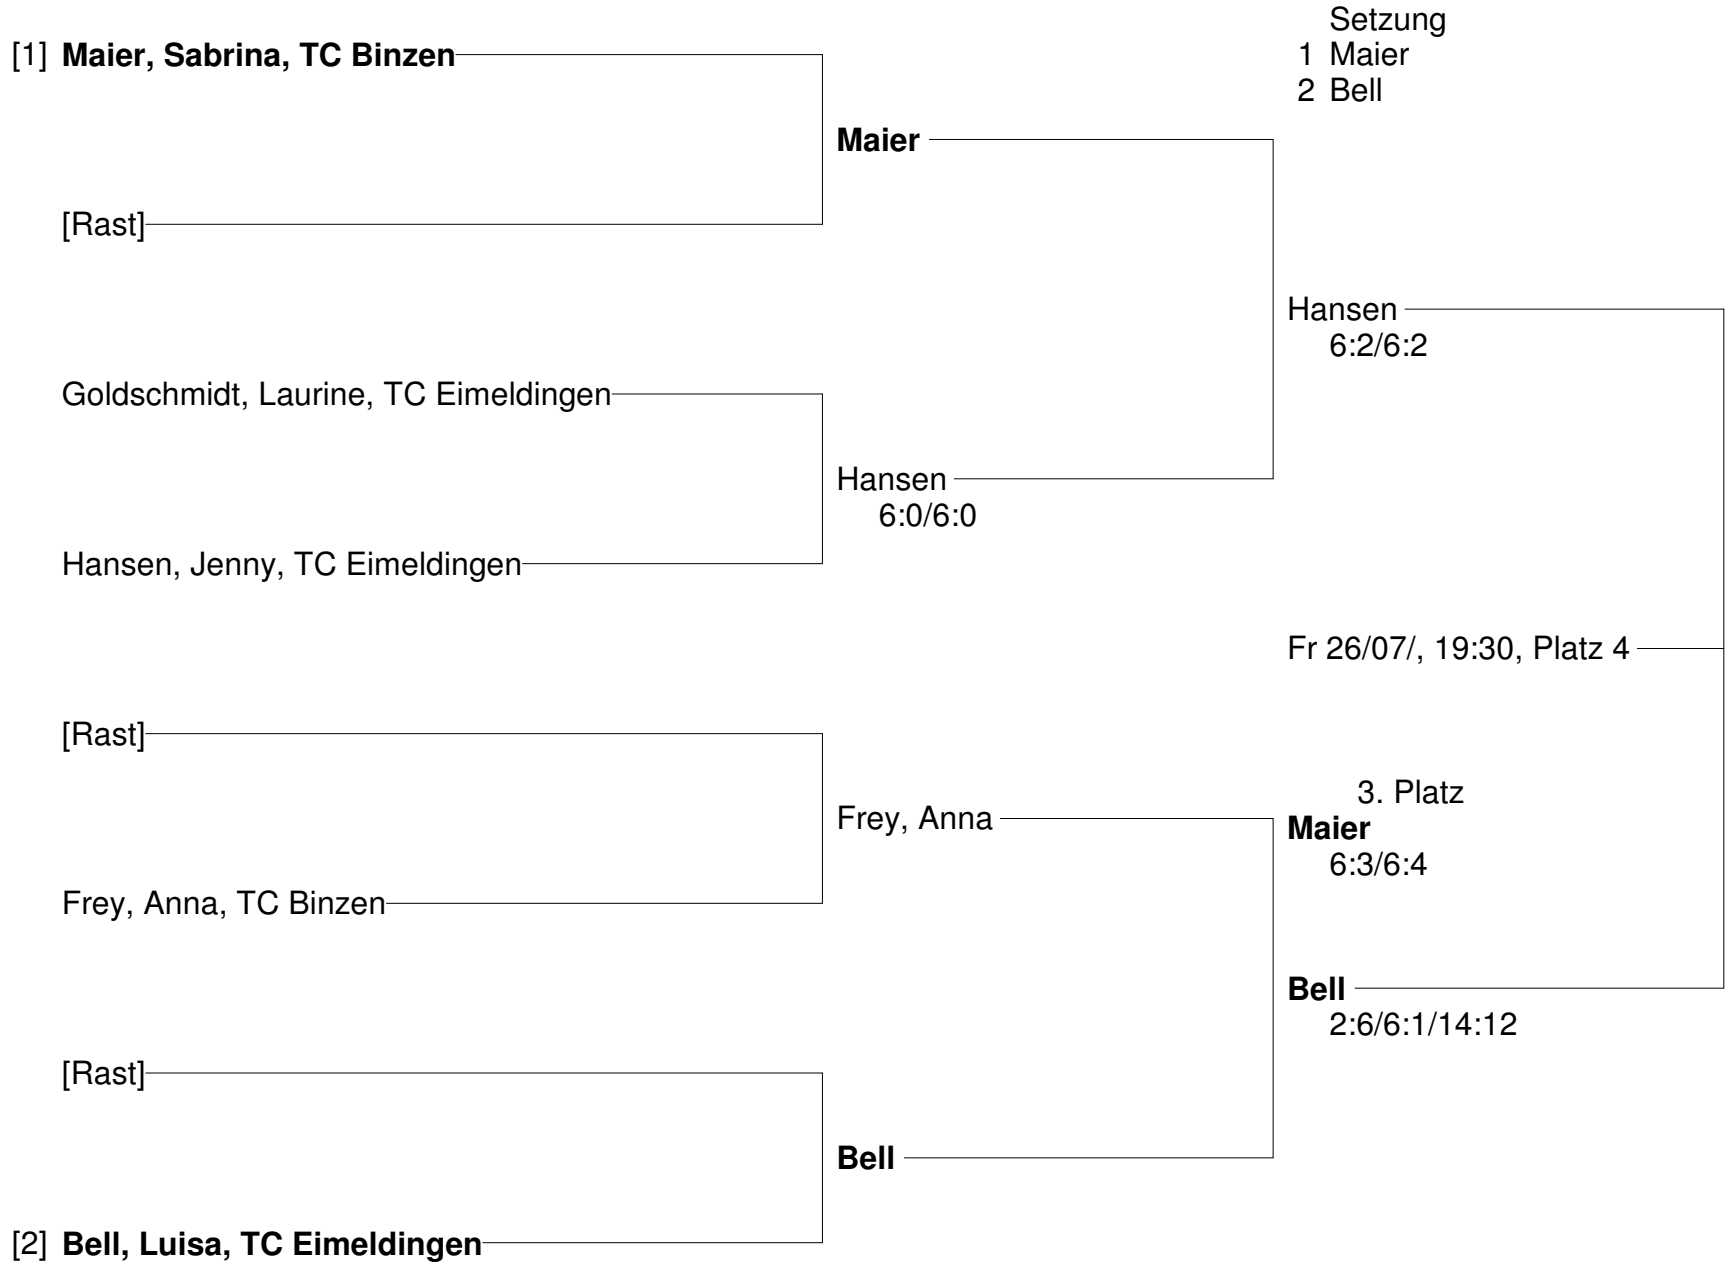 Setzung
[1] Maier, Sabrina, TC Binzen
1 Maier
2 Bell
Maier
[Rast]
Hansen
6:2/6:2
Goldschmidt, Laurine, TC Eimeldingen
Hansen
6:0/6:0
Hansen, Jenny, TC Eimeldingen
Fr 26/07/, 19:30, Platz 4
[Rast]
3. Platz
Frey, Anna
Maier
6:3/6:4
Frey, Anna, TC Binzen
Bell
2:6/6:1/14:12
[Rast]
Bell
[2] Bell, Luisa, TC Eimeldingen